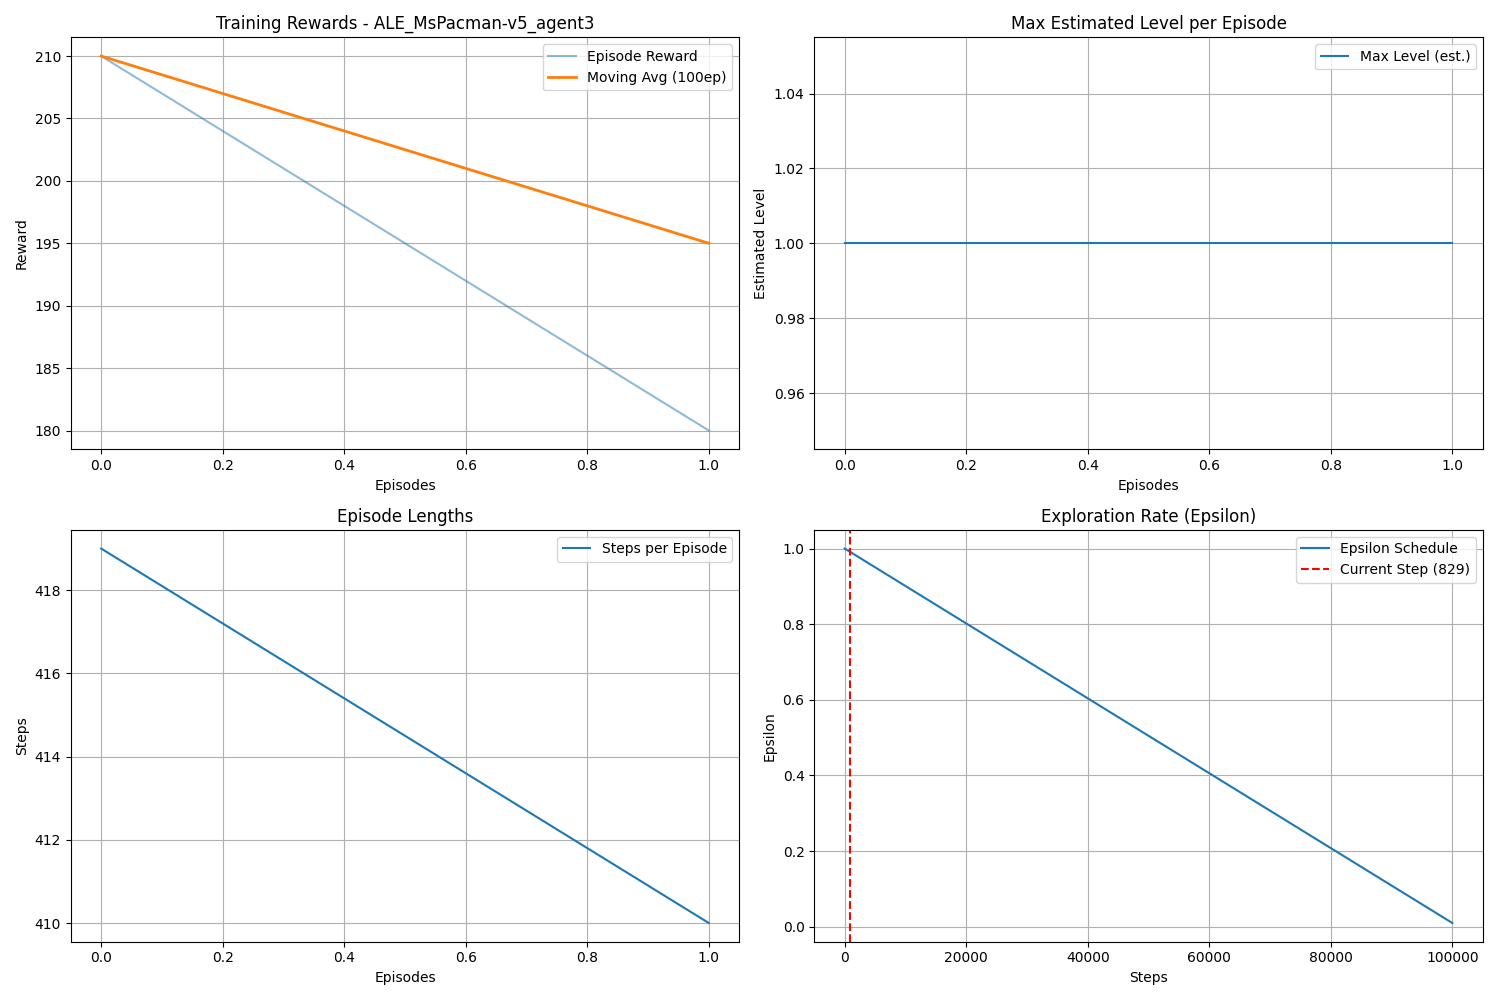 Training Rewards - ALE_MsPacman-v5_agent3
Episode Reward
Moving Avg (100ep)
210
205
200
195
190
185
180
Reward
0.0 0.2 0.4 0.6 0.8 1.0
Episodes
Max Estimated Level per Episode
Max Level (est.)
1.04
1.02
1.00
0.98
0.96
Estimated Level
0.0 0.2 0.4 0.6 0.8 1.0
Episodes
Episode Lengths
Steps per Episode
418
416
414
412
410
Steps
0.0 0.2 0.4 0.6 0.8 1.0
Episodes
Exploration Rate (Epsilon)
Epsilon Schedule
Current Step (829)
1.0
0.8
0.6
0.4
0.2
0.0
Epsilon
0 20000 40000 60000 80000 100000
Steps